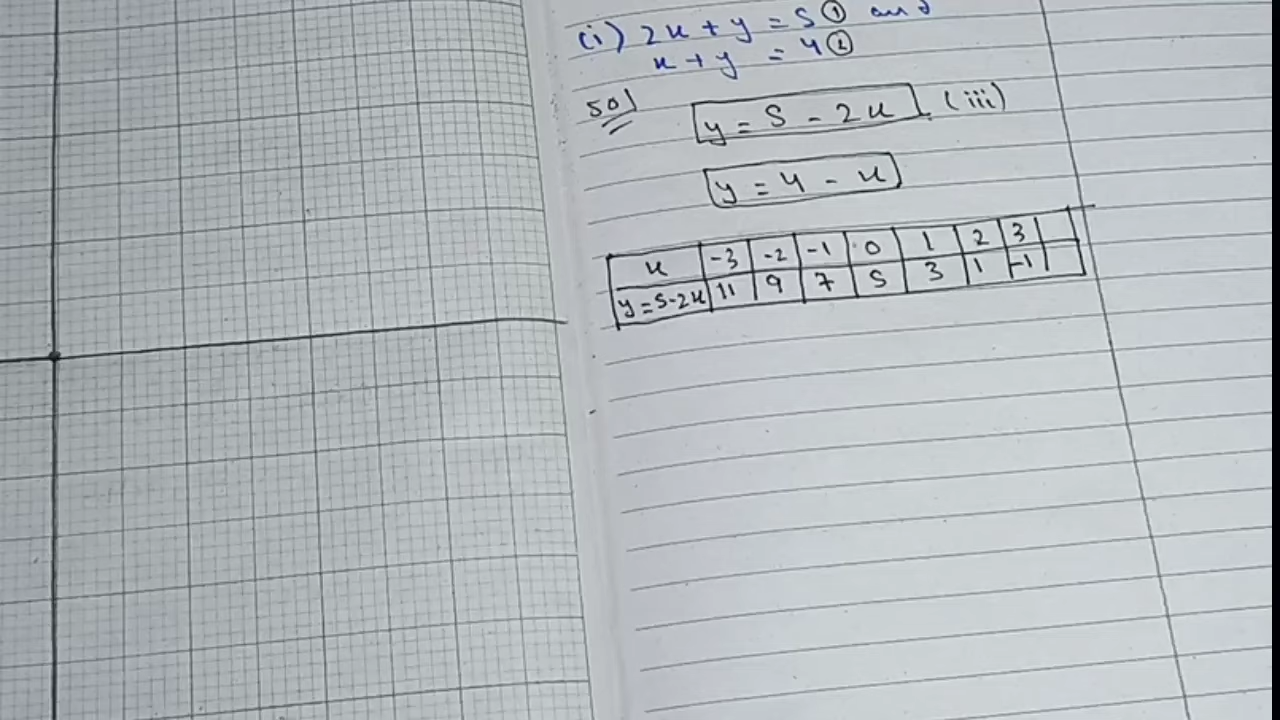 (i) 2x + y = 5 ① and
x + y = 4 ②
Sol
y = 5 - 2x (iii)
y = 4 - x
x -3 -2 -1 0 1 2 3
y = 5-2x 11 9 7 5 3 1 -1